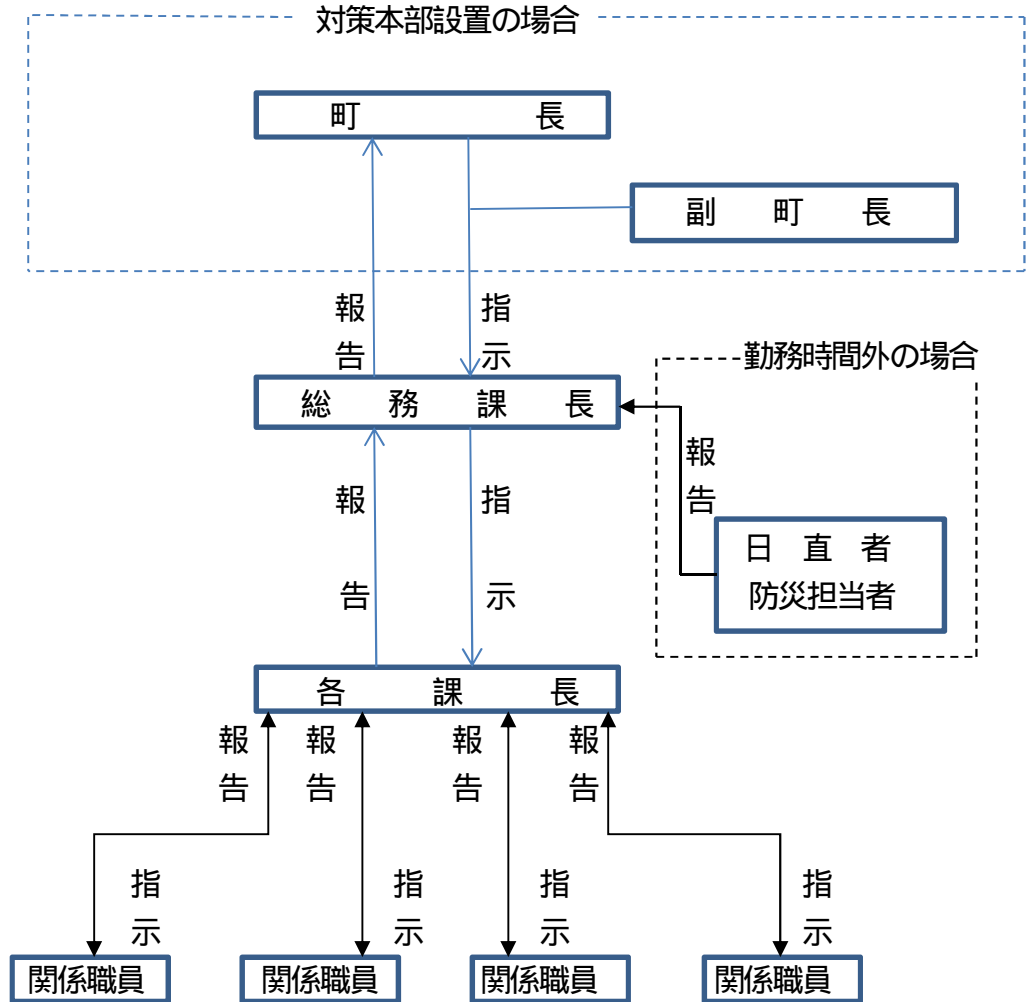 対策本部設置の場合
町長
副町長
報告
指示
総務課長
勤務時間外の場合
報告
日直者
防災担当者
報告
指示
各課長
報告
報告
報告
報告
指示
指示
指示
指示
関係職員
関係職員
関係職員
関係職員